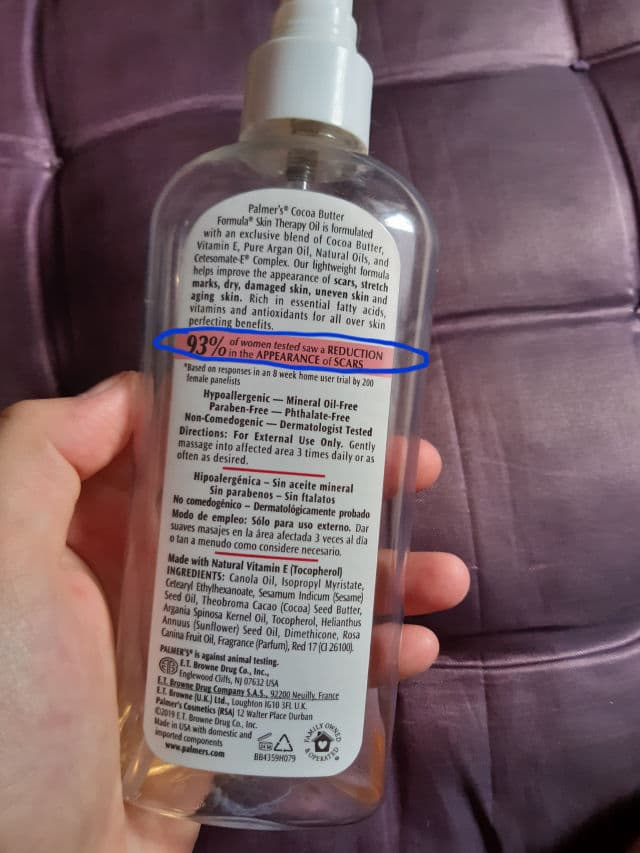 Palmer's® Cocoa Butter
Formula® Skin Therapy Oil is formulated
with an exclusive blend of Cocoa Butter,
Vitamin E, Pure Argan Oil, Natural Oils, and
Cetesomate-E® Complex. Our lightweight formula
helps improve the appearance of scars, stretch
marks, dry, damaged skin, uneven skin and
aging skin. Rich in essential fatty acids,
vitamins and antioxidants for all over skin
perfecting benefits.
93% of women tested saw a REDUCTION
in the APPEARANCE of SCARS
*Based on responses in an 8 week home user trial by 200
female panelists
Hypoallergenic — Mineral Oil-Free
Paraben-Free — Phthalate-Free
Non-Comedogenic — Dermatologist Tested
Directions: For External Use Only. Gently
massage into affected area 3 times daily or as
often as desired.
Hipoalergénica – Sin aceite mineral
Sin parabenos – Sin ftalatos
No comedogénico – Dermatológicamente probado
Modo de empleo: Sólo para uso externo. Dar
suaves masajes en la área afectada 3 veces al día
o tan a menudo como considere necesario.
Made with Natural Vitamin E (Tocopherol)
INGREDIENTS: Canola Oil, Isopropyl Myristate,
Cetearyl Ethylhexanoate, Sesamum Indicum (Sesame)
Seed Oil, Theobroma Cacao (Cocoa) Seed Butter,
Argania Spinosa Kernel Oil, Tocopherol, Helianthus
Annuus (Sunflower) Seed Oil, Dimethicone, Rosa
Canina Fruit Oil, Fragrance (Parfum), Red 17 (CI 26100).
PALMER'S® is against animal testing.
E.T. Browne Drug Co., Inc.,
Englewood Cliffs, NJ 07632 USA
E.T. Browne Drug Company S.A.S., 92200 Neuilly, France
E.T. Browne (U.K.) Ltd., Loughton IG10 3FL U.K.
Palmer's Cosmetics (RSA) 12 Walter Place Durban
©2019 E.T. Browne Drug Co., Inc.
Made in USA with domestic and
imported components
www.palmers.com
BB4359H079
FAMILY OWNED
& OPERATED